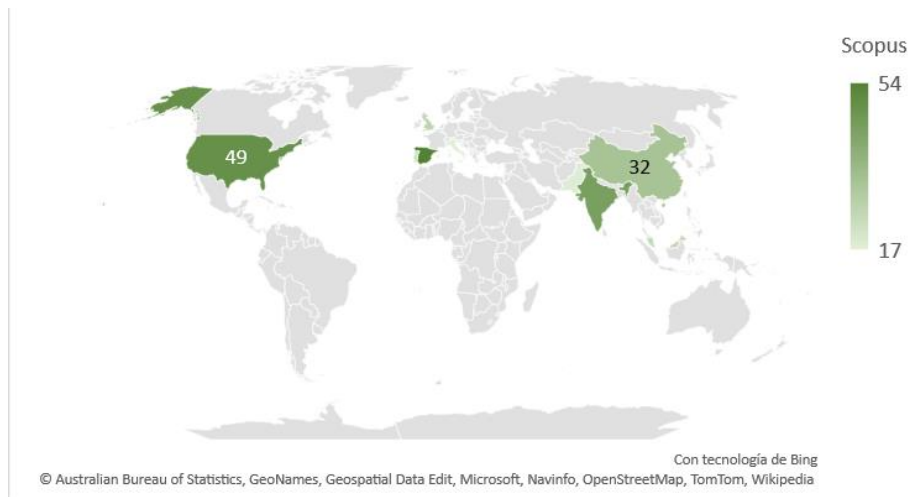 Scopus
54
49
32
17
Con tecnología de Bing
© Australian Bureau of Statistics, GeoNames, Geospatial Data Edit, Microsoft, Navinfo, OpenStreetMap, TomTom, Wikipedia